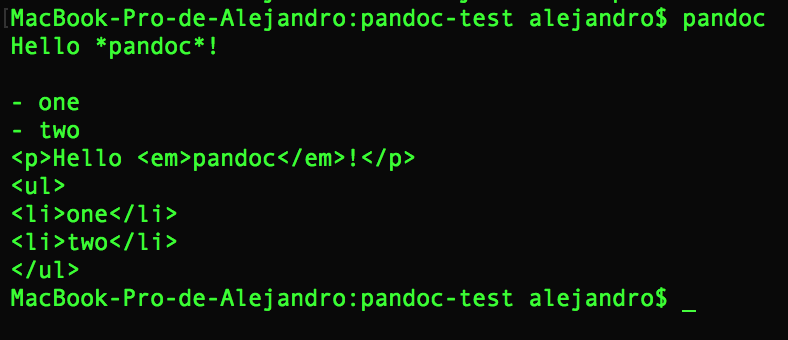 MacBook-Pro-de-Alejandro:pandoc-test alejandro$ pandoc
Hello *pandoc*!
- one
- two
<p>Hello <em>pandoc</em>!</p>
<ul>
<li>one</li>
<li>two</li>
</ul>
MacBook-Pro-de-Alejandro:pandoc-test alejandro$ _